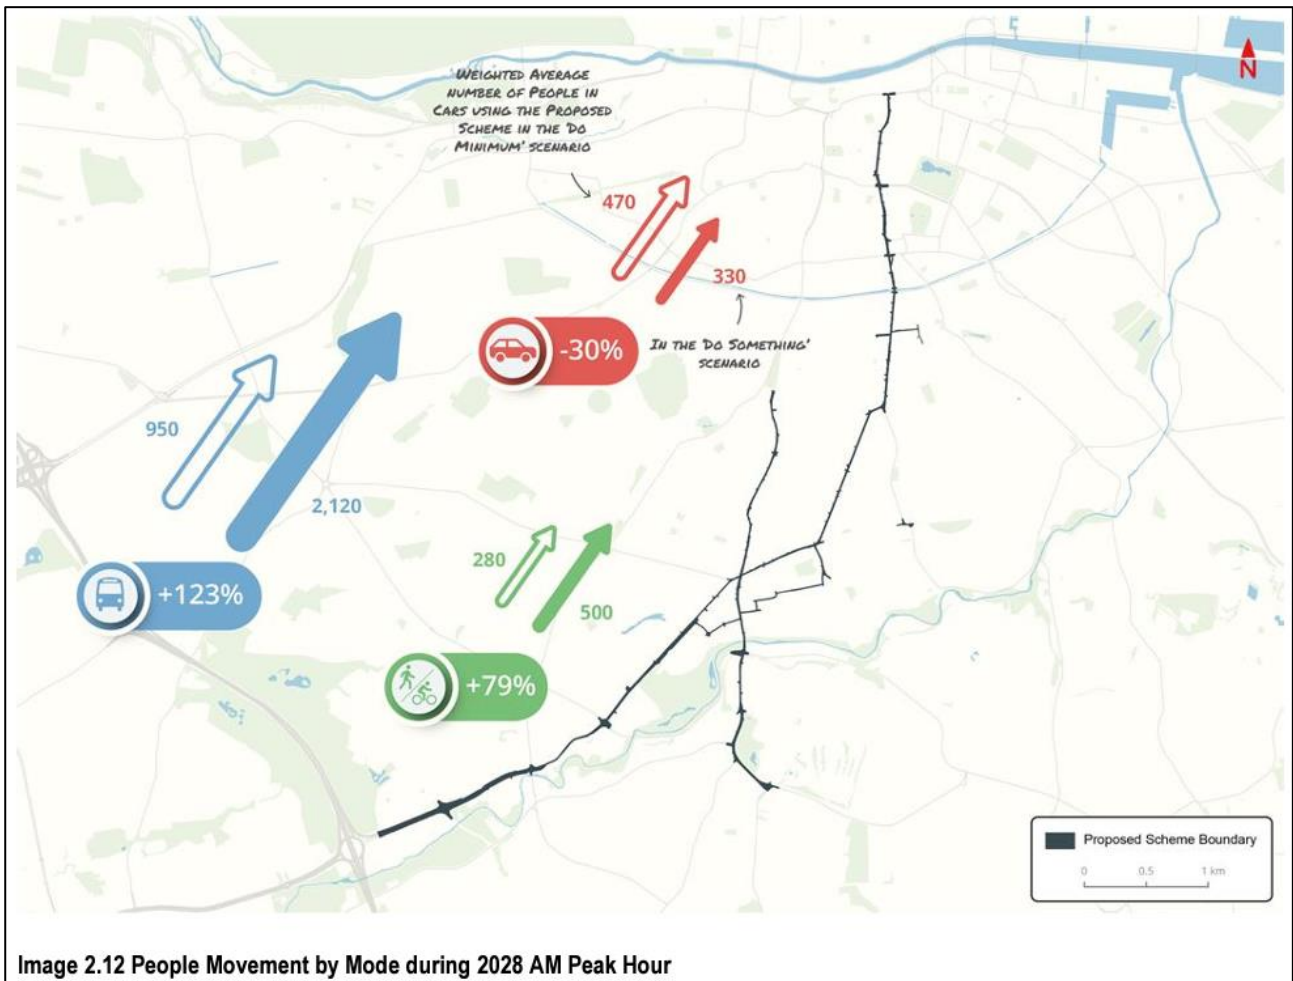 WEIGHTED AVERAGE
NUMBER OF PEOPLE IN
CARS USING THE PROPOSED
SCHEME IN THE 'DO
MINIMUM' SCENARIO
N
470
330
-30%
IN THE 'DO SOMETHING'
SCENARIO
950
2,120
+123%
280
500
+79%
Proposed Scheme Boundary
0 0.5 1 km
Image 2.12 People Movement by Mode during 2028 AM Peak Hour